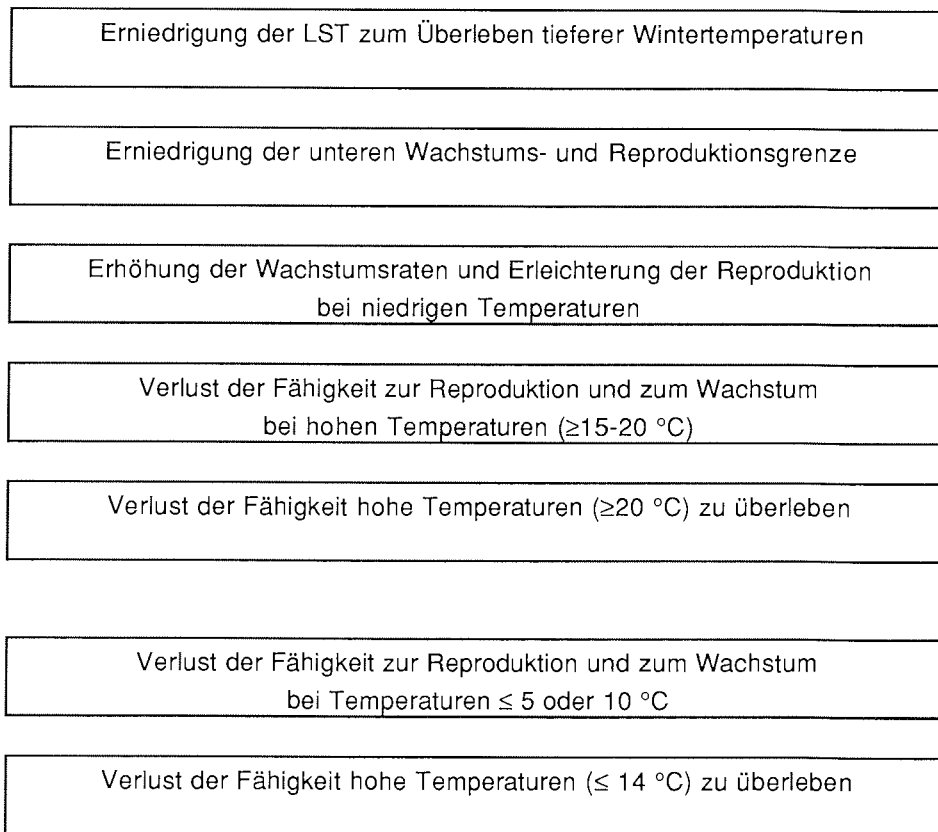 Erniedrigung der LST zum Überleben tieferer Wintertemperaturen
Erniedrigung der unteren Wachstums- und Reproduktionsgrenze
Erhöhung der Wachstumsraten und Erleichterung der Reproduktion
bei niedrigen Temperaturen
Verlust der Fähigkeit zur Reproduktion und zum Wachstum
bei hohen Temperaturen (≥15-20 °C)
Verlust der Fähigkeit hohe Temperaturen (≥20 °C) zu überleben
Verlust der Fähigkeit zur Reproduktion und zum Wachstum
bei Temperaturen ≤ 5 oder 10 °C
Verlust der Fähigkeit hohe Temperaturen (≤ 14 °C) zu überleben